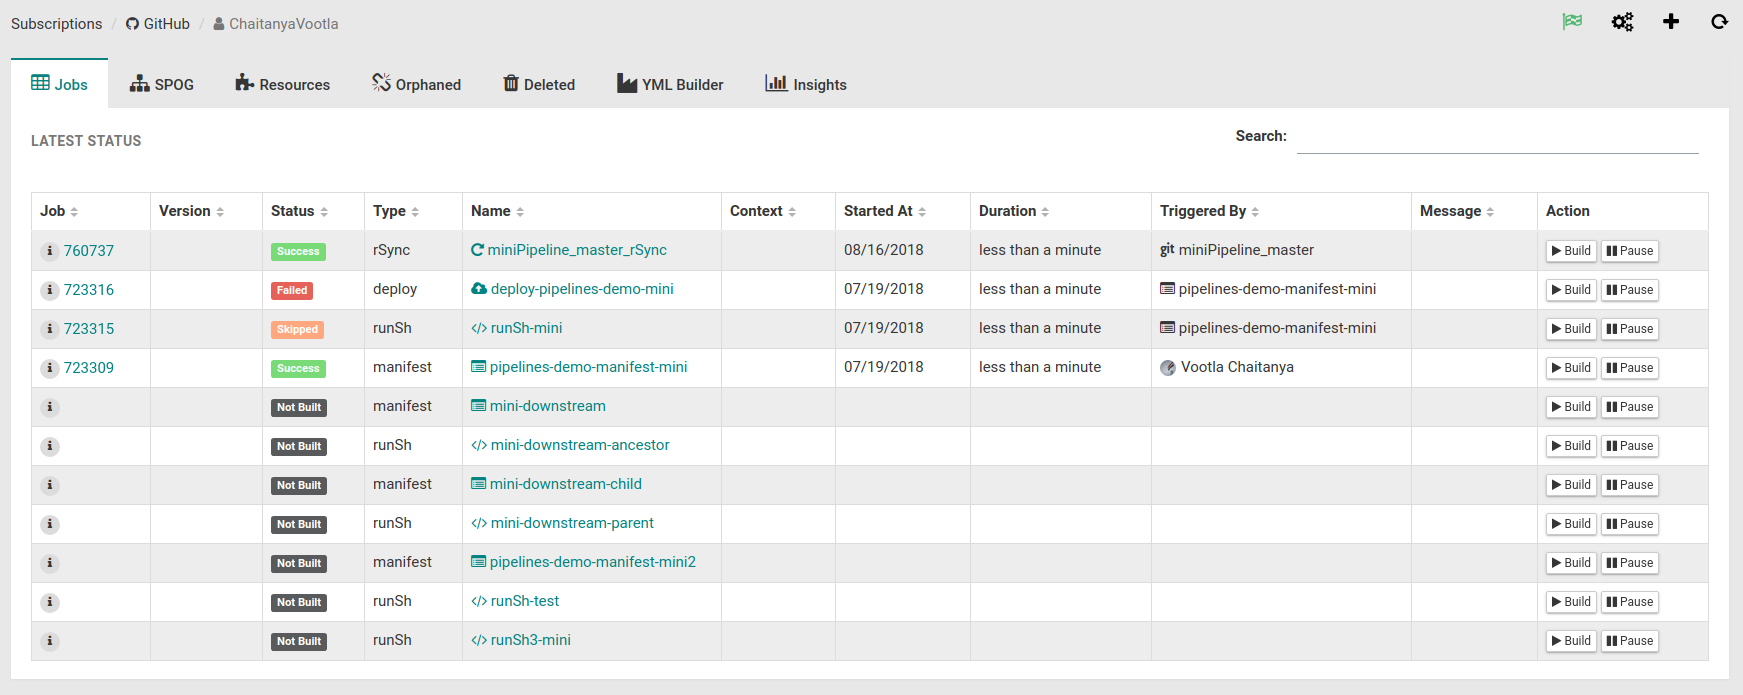 Subscriptions / GitHub / ChaitanyaVootla
Jobs SPOG Resources Orphaned Deleted YML Builder Insights
LATEST STATUS Search:
Job Version Status Type Name Context Started At Duration Triggered By Message Action
760737 Success rSync miniPipeline_master_rSync 08/16/2018 less than a minute git miniPipeline_master Build Pause
723316 Failed deploy deploy-pipelines-demo-mini 07/19/2018 less than a minute pipelines-demo-manifest-mini Build Pause
723315 Skipped runSh runSh-mini 07/19/2018 less than a minute pipelines-demo-manifest-mini Build Pause
723309 Success manifest pipelines-demo-manifest-mini 07/19/2018 less than a minute Vootla Chaitanya Build Pause
Not Built manifest mini-downstream Build Pause
Not Built runSh mini-downstream-ancestor Build Pause
Not Built manifest mini-downstream-child Build Pause
Not Built runSh mini-downstream-parent Build Pause
Not Built manifest pipelines-demo-manifest-mini2 Build Pause
Not Built runSh runSh-test Build Pause
Not Built runSh runSh3-mini Build Pause